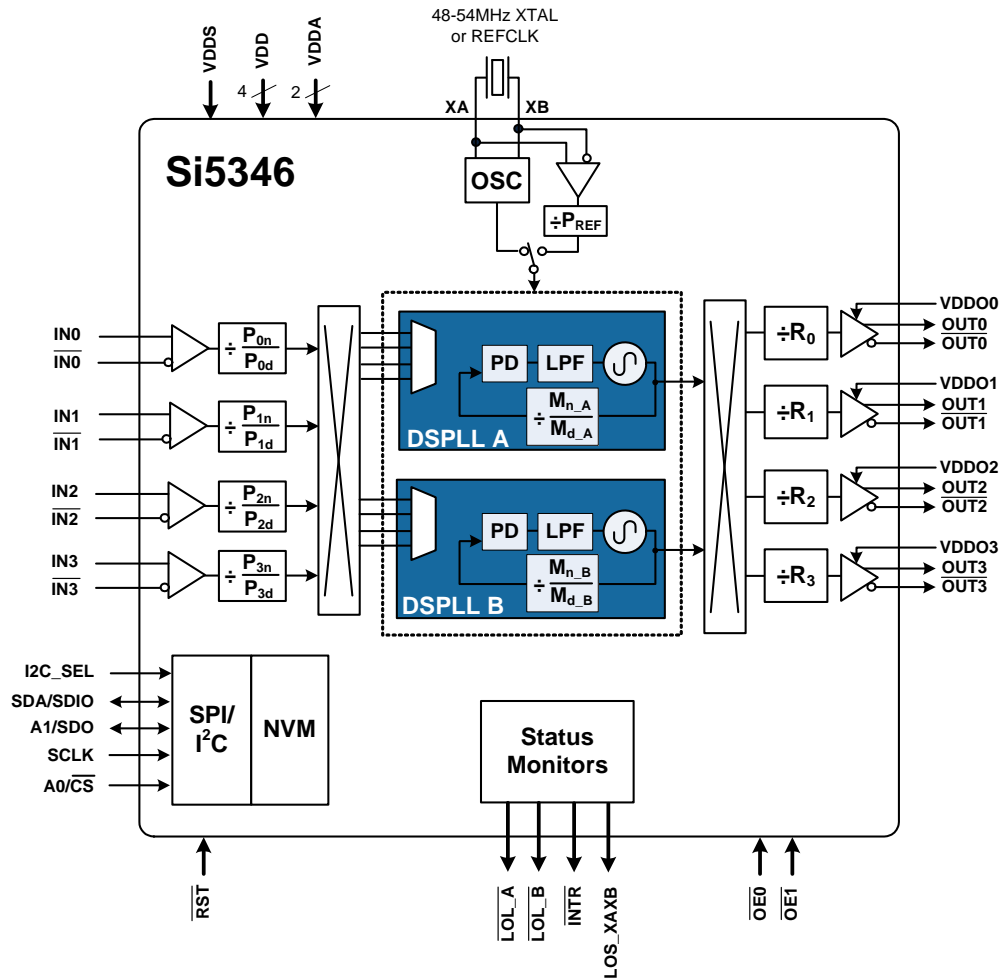 48-54MHz XTAL
or REFCLK
VDDS
VDD
VDDA
4
2
XA
XB
Si5346
OSC
÷PREF
IN0
IN0
÷ P0n
P0d
IN1
IN1
÷ P1n
P1d
IN2
IN2
÷ P2n
P2d
IN3
IN3
÷ P3n
P3d
PD
LPF
÷ Mn_A
Md_A
DSPLL A
PD
LPF
÷ Mn_B
Md_B
DSPLL B
÷R0
VDDO0
OUT0
OUT0
÷R1
VDDO1
OUT1
OUT1
÷R2
VDDO2
OUT2
OUT2
÷R3
VDDO3
OUT3
OUT3
I2C_SEL
SDA/SDIO
A1/SDO
SCLK
A0/CS
SPI/
I²C
NVM
Status
Monitors
RST
LOL_A
LOL_B
INTR
LOS_XAXB
OE0
OE1